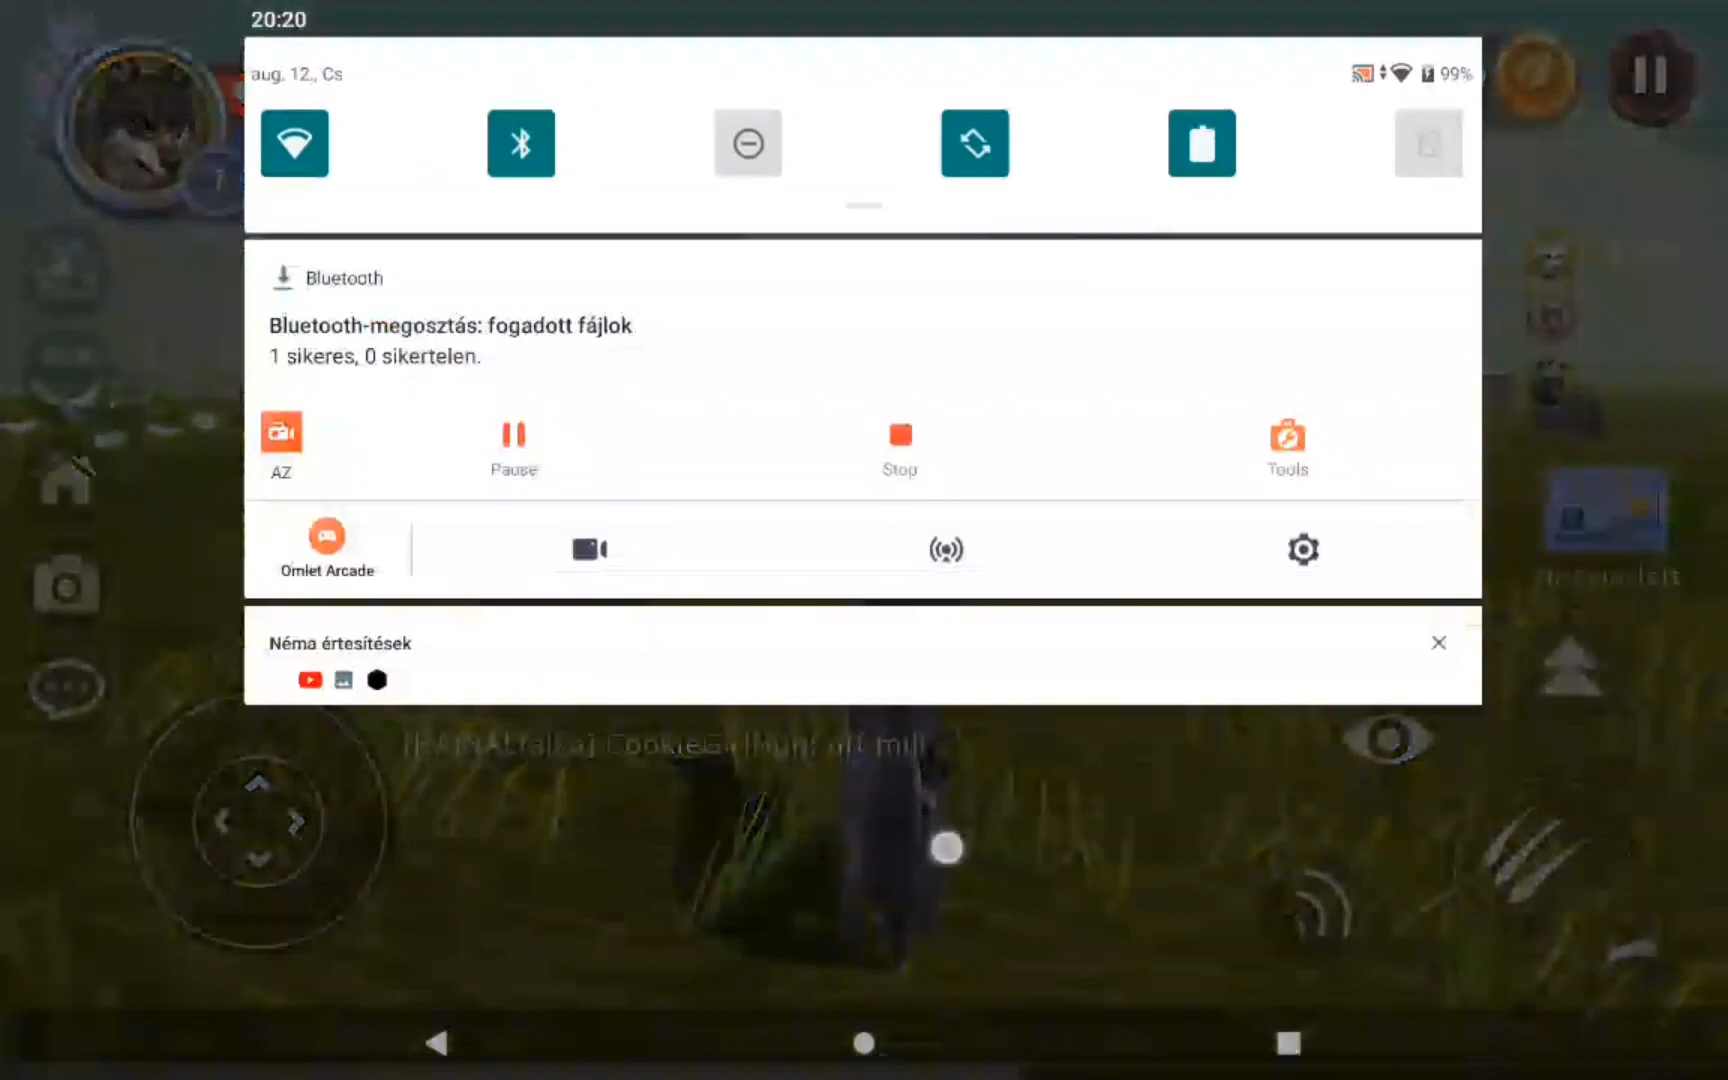 20:20
aug. 12., Cs
99%
Bluetooth
Bluetooth-megosztás: fogadott fájlok
1 sikeres, 0 sikertelen.
AZ
Pause
Stop
Tools
Omlet Arcade
Néma értesítések